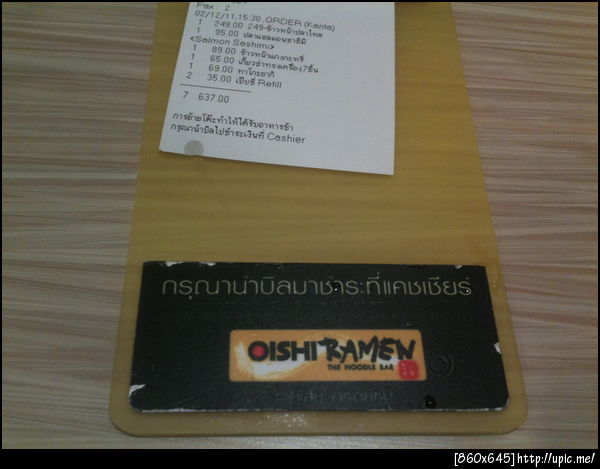 Pax 2
02/12/11,15:30,ORDER (Kanta)
1 249.00 249-ข้าวหน้าปลาไหล
1 95.00 ปลาแซลมอนซาชิมิ
<Salmon Sashimi>
1 89.00 ข้าวหน้าแกงกะหรี่
1 65.00 เกี๊ยวซ่าทรงเครื่อง7ชิ้น
1 69.00 ทาโกะยากิ
2 35.00 เป๊ปซี่ Refill
7 637.00
การย้ายโต๊ะทำให้ได้รับอาหารช้า
กรุณานำบิลไปชำระเงินที่ Cashier
กรุณานำบิลมาชำระที่แคชเชียร์
OISHI RAMEN
THE NOODLE BAR
[860x645]http://upic.me/